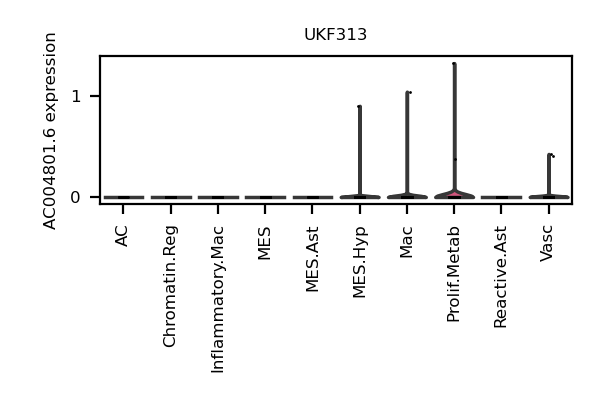 UKF313
AC004801.6 expression
1
0
AC
Chromatin.Reg
Inflammatory.Mac
MES
MES.Ast
MES.Hyp
Mac
Prolif.Metab
Reactive.Ast
Vasc